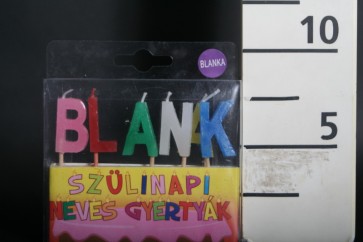 BLANKA
BLANK
SZÜLINAPI
NEVES GYERTYÁK
10
5